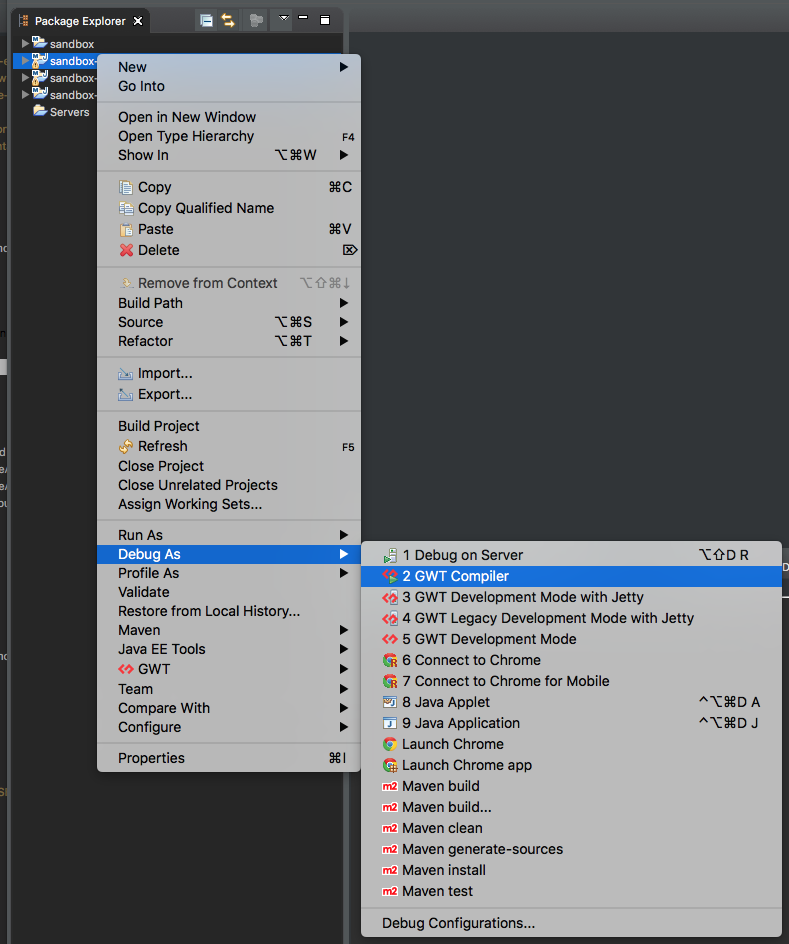 Package Explorer
sandbox
sandbox-
sandbox-
sandbox-
Servers
New
Go Into
Open in New Window
Open Type Hierarchy F4
Show In ⌥⌘W
Copy ⌘C
Copy Qualified Name
Paste ⌘V
Delete ⌦
Remove from Context ⌥⇧⌘↓
Build Path
Source ⌥⌘S
Refactor ⌥⌘T
Import...
Export...
Build Project
Refresh F5
Close Project
Close Unrelated Projects
Assign Working Sets...
Run As
Debug As
Profile As
Validate
Restore from Local History...
Maven
Java EE Tools
GWT
Team
Compare With
Configure
Properties ⌘I
1 Debug on Server ⌥⇧D R
2 GWT Compiler
3 GWT Development Mode with Jetty
4 GWT Legacy Development Mode with Jetty
5 GWT Development Mode
6 Connect to Chrome
7 Connect to Chrome for Mobile
8 Java Applet ^⌥⌘D A
9 Java Application ^⌥⌘D J
Launch Chrome
Launch Chrome app
m2 Maven build
m2 Maven build...
m2 Maven clean
m2 Maven generate-sources
m2 Maven install
m2 Maven test
Debug Configurations...